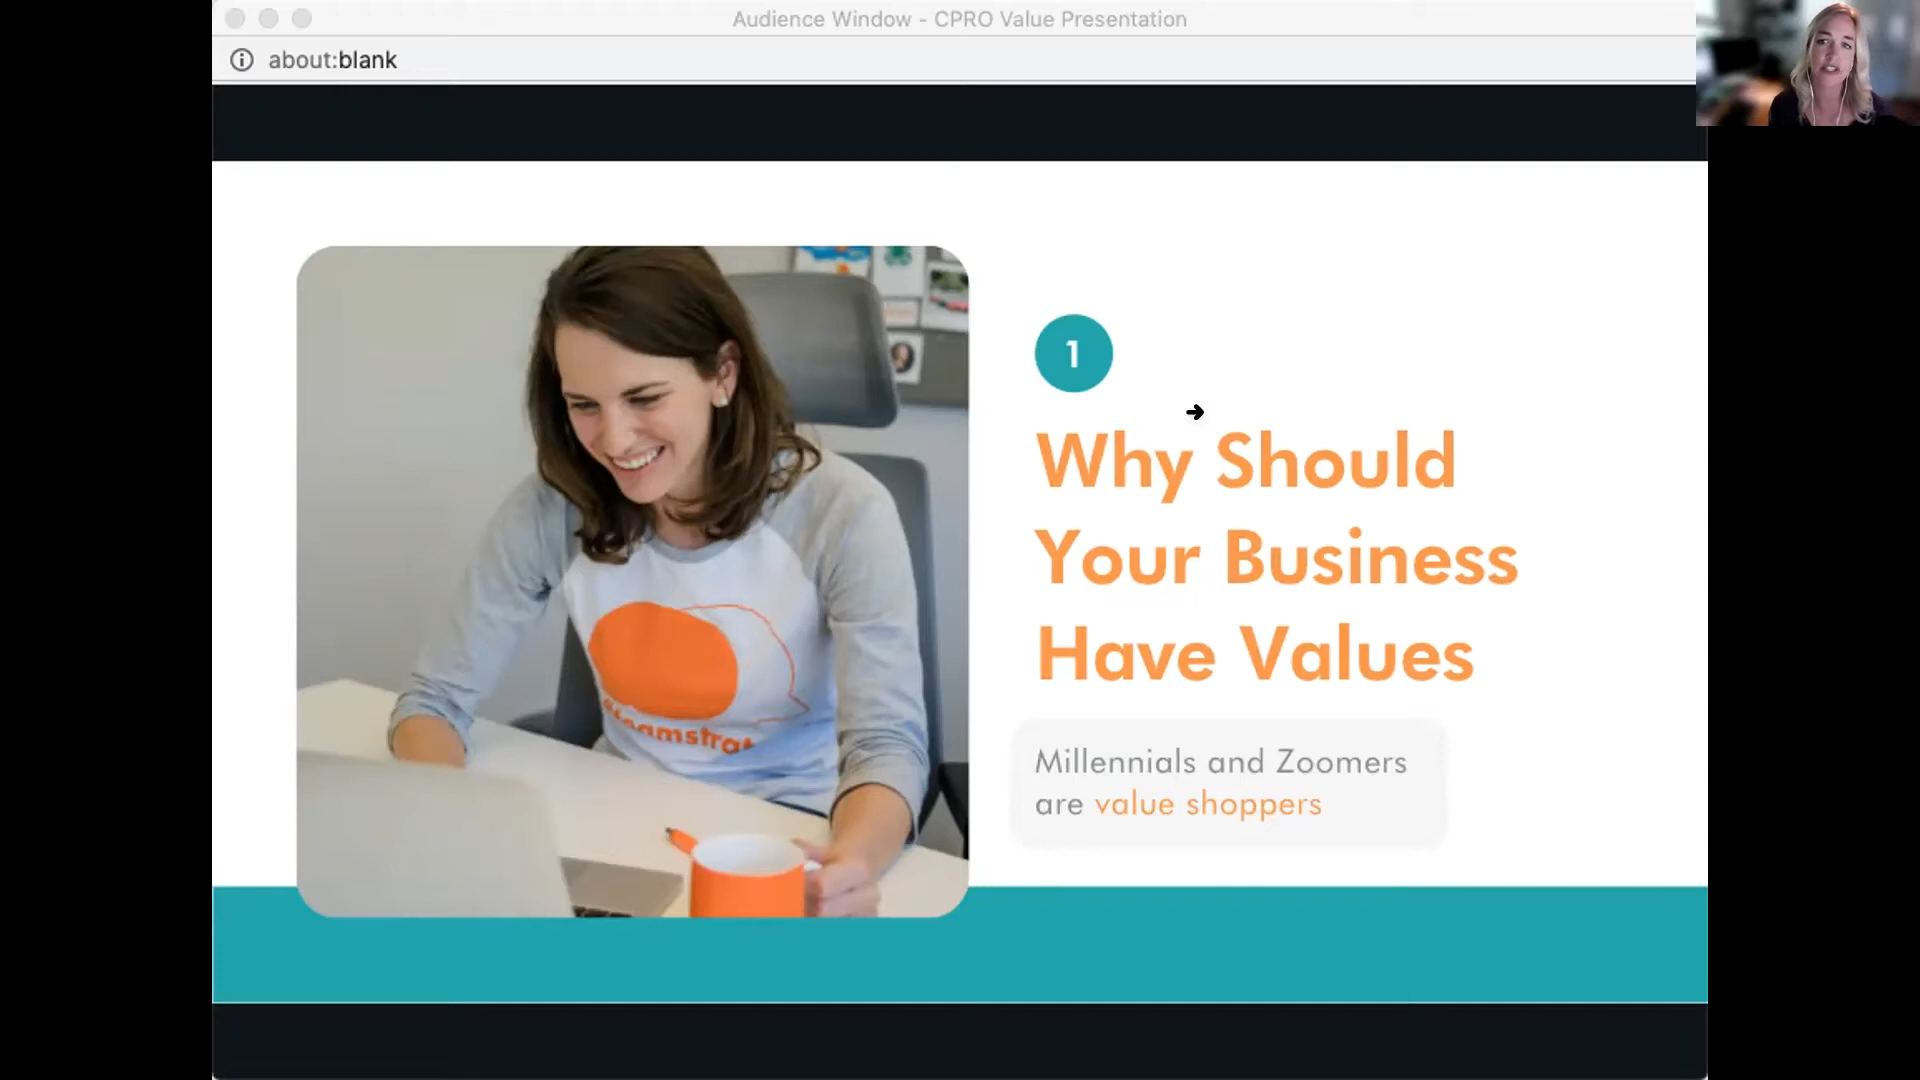 Audience Window - CPRO Value Presentation
about:blank
1
Why Should
Your Business
Have Values
Millennials and Zoomers
are value shoppers